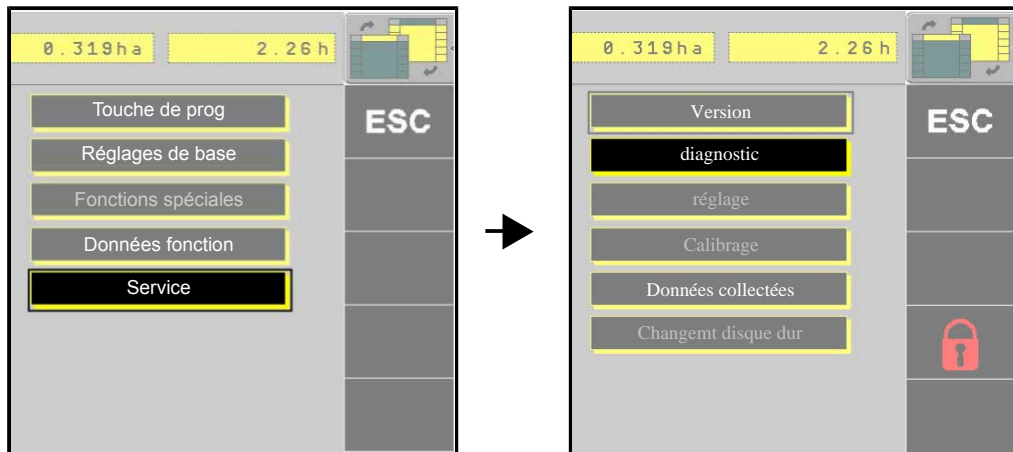 0.319ha 2.26h
Touche de prog
ESC
Réglages de base
Fonctions spéciales
Données fonction
Service
0.319ha 2.26h
Version
ESC
diagnostic
réglage
Calibrage
Données collectées
Changemt disque dur